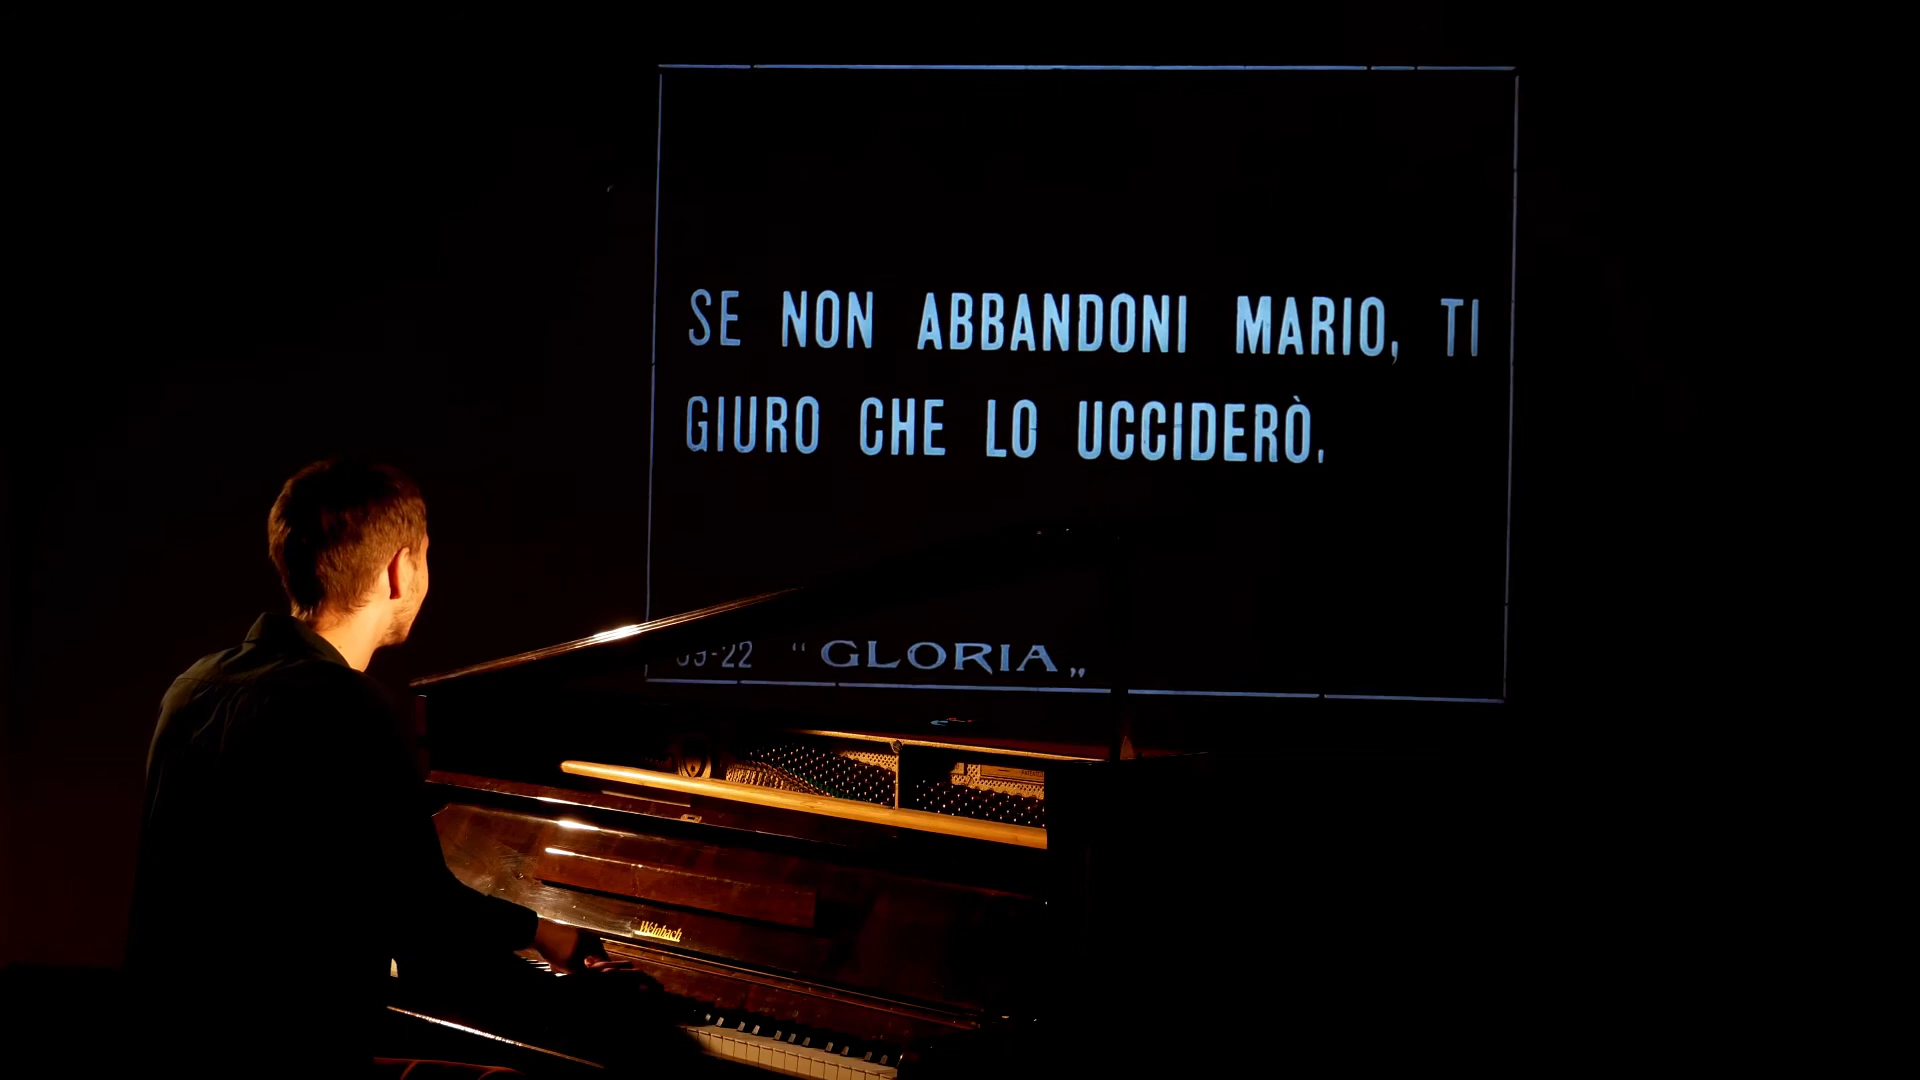 SE NON ABBANDONI MARIO, TI
GIURO CHE LO UCCIDERÒ.
“ GLORIA „
Weinbach